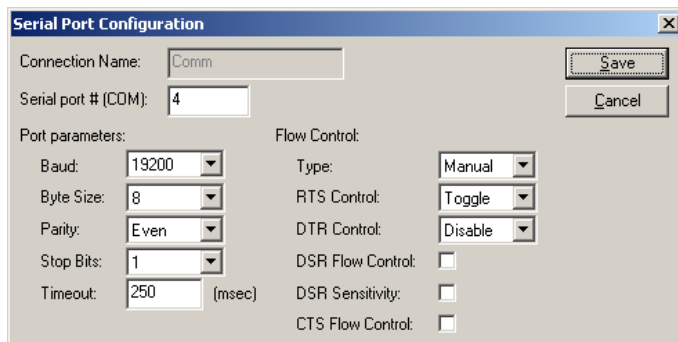 Serial Port Configuration
Connection Name: Comm
Save
Serial port # (COM): 4
Cancel
Port parameters:
Flow Control:
Baud: 19200
Type: Manual
Byte Size: 8
RTS Control: Toggle
Parity: Even
DTR Control: Disable
Stop Bits: 1
DSR Flow Control:
Timeout: 250 (msec)
DSR Sensitivity:
CTS Flow Control: